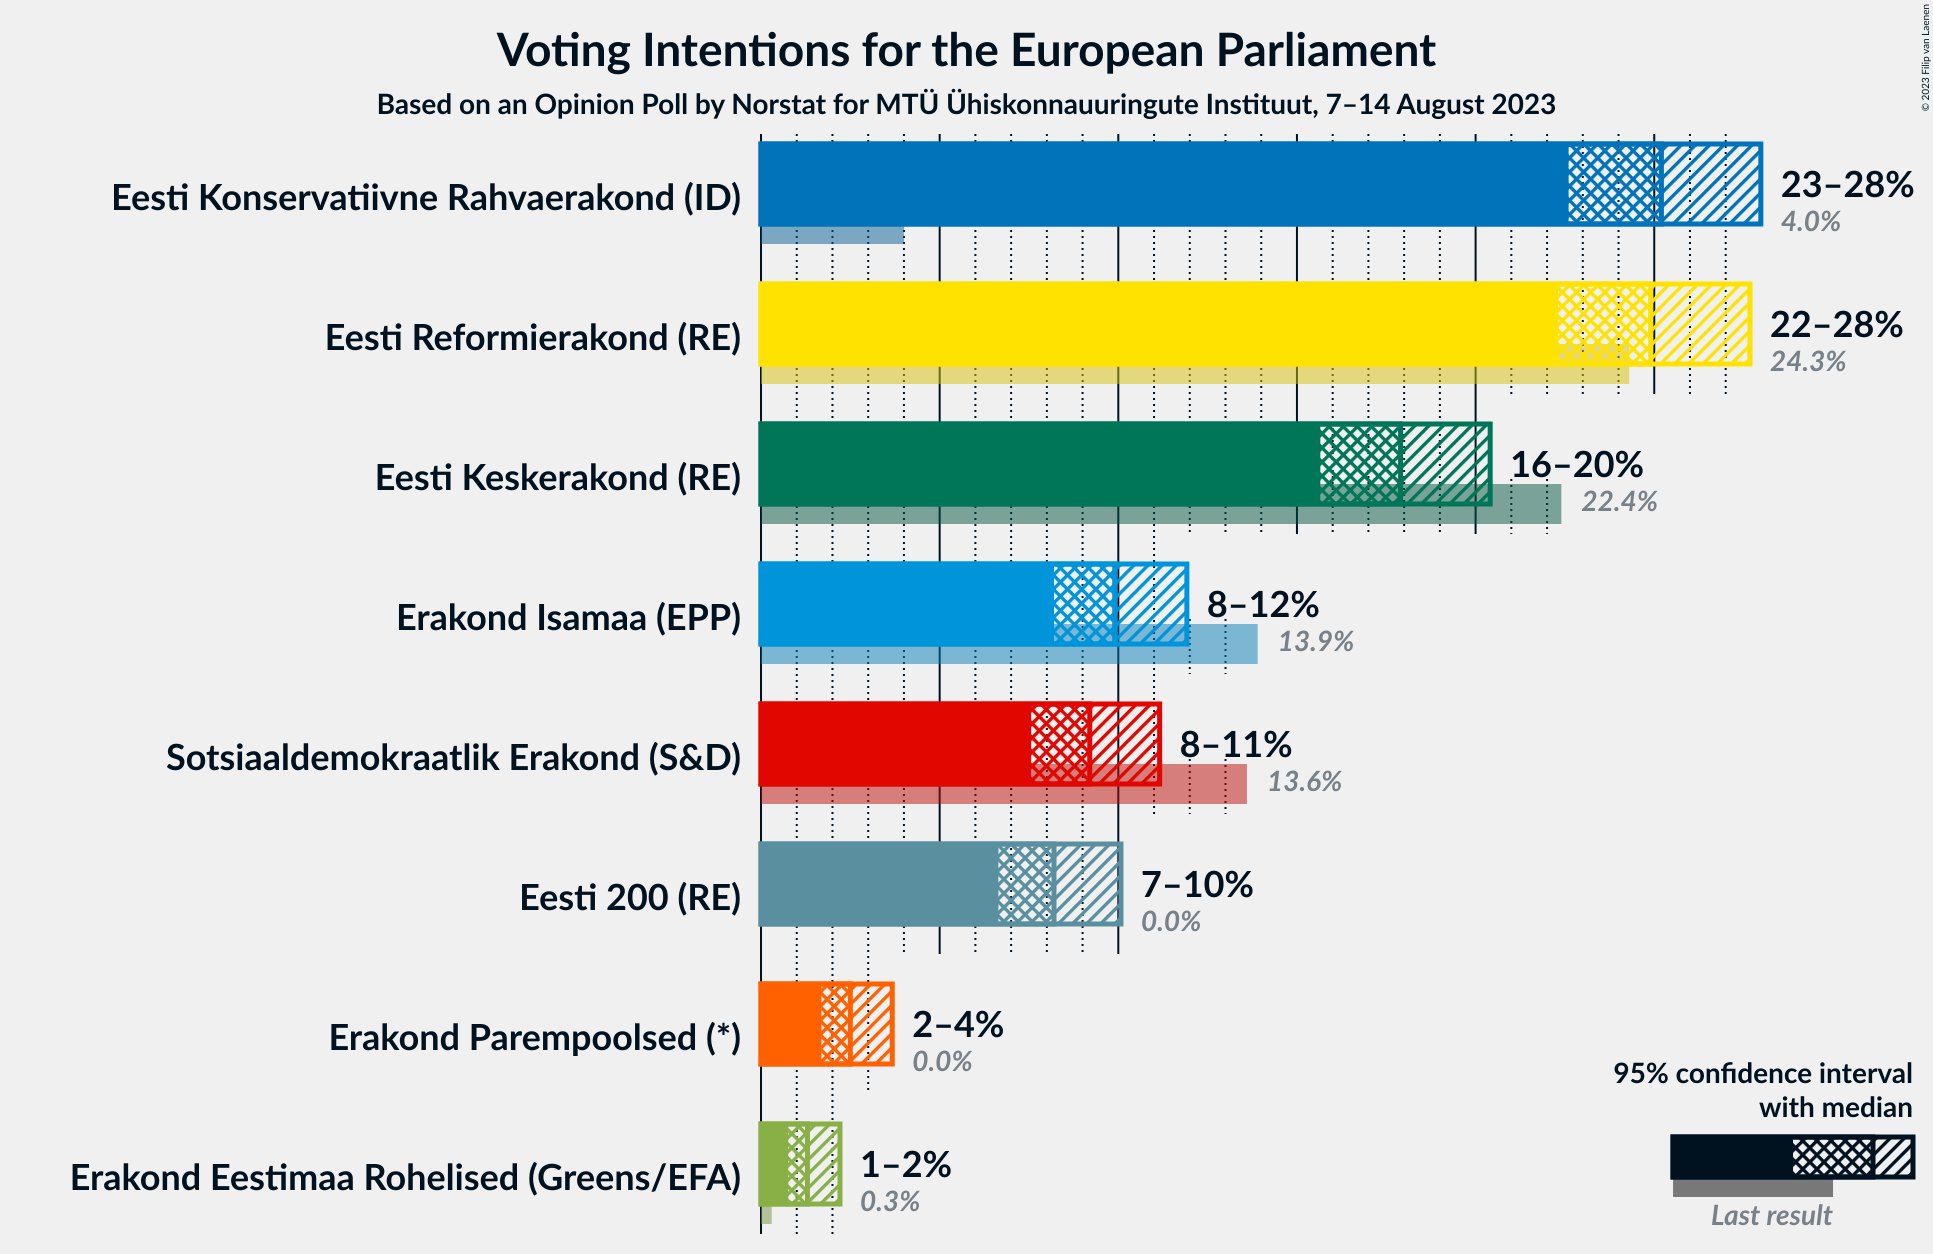 Voting Intentions for the European Parliament
Based on an Opinion Poll by Norstat for MTÜ Ühiskonnauuringute Instituut, 7–14 August 2023
© 2023 Filip van Laenen
Eesti Konservatiivne Rahvaerakond (ID)
23–28%
4.0%
Eesti Reformierakond (RE)
22–28%
24.3%
Eesti Keskerakond (RE)
16–20%
22.4%
Erakond Isamaa (EPP)
8–12%
13.9%
Sotsiaaldemokraatlik Erakond (S&D)
8–11%
13.6%
Eesti 200 (RE)
7–10%
0.0%
Erakond Parempoolsed (*)
2–4%
0.0%
Erakond Eestimaa Rohelised (Greens/EFA)
1–2%
0.3%
95% confidence interval
with median
Last result